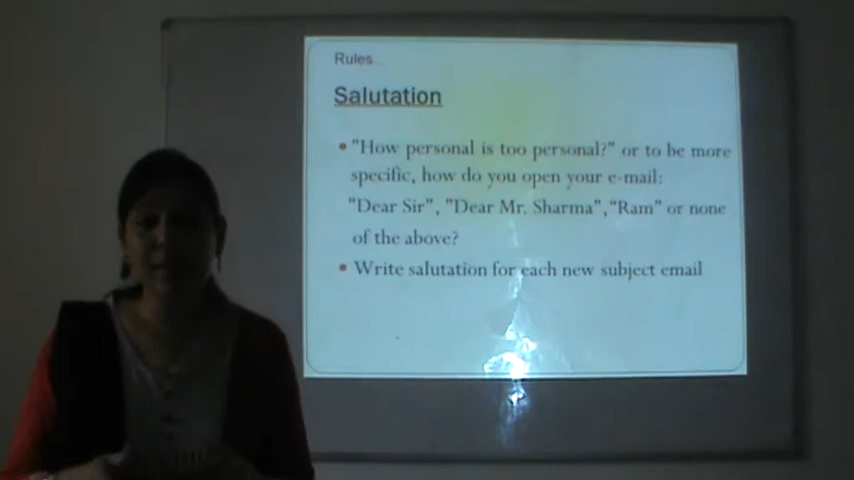 Rules
Salutation
• "How personal is too personal?" or to be more
specific, how do you open your e-mail:
"Dear Sir", "Dear Mr. Sharma", "Ram" or none
of the above?
• Write salutation for each new subject email